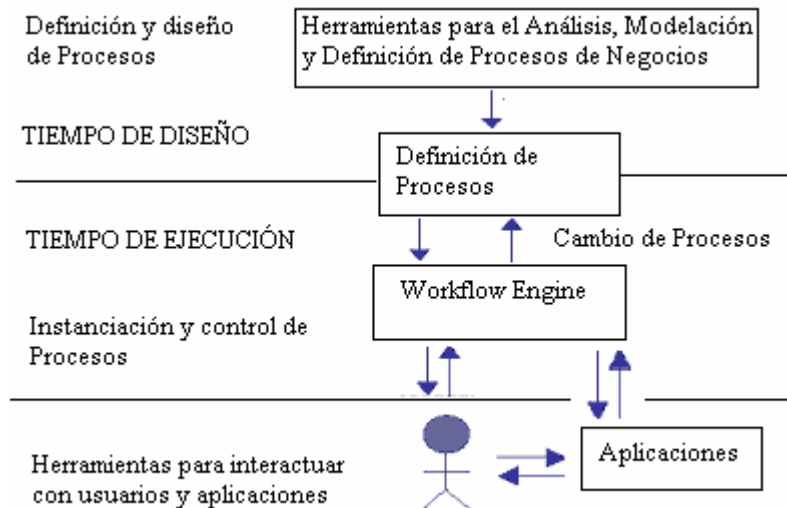 Definición y diseño
de Procesos
Herramientas para el Análisis, Modelación
y Definición de Procesos de Negocios
TIEMPO DE DISEÑO
Definición de
Procesos
TIEMPO DE EJECUCIÓN
Cambio de Procesos
Workflow Engine
Instanciación y control de
Procesos
Aplicaciones
Herramientas para interactuar
con usuarios y aplicaciones